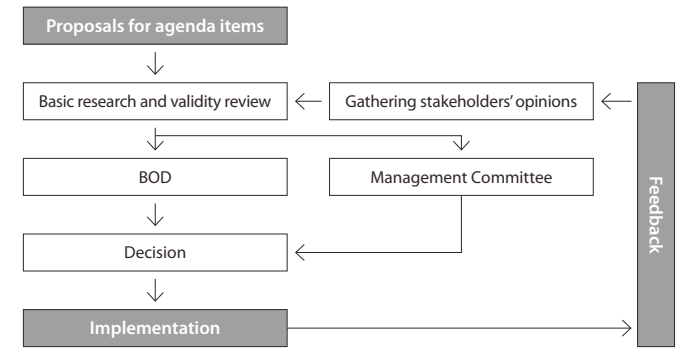 Proposals for agenda items
Basic research and validity review
Gathering stakeholders' opinions
BOD
Management Committee
Decision
Implementation
Feedback